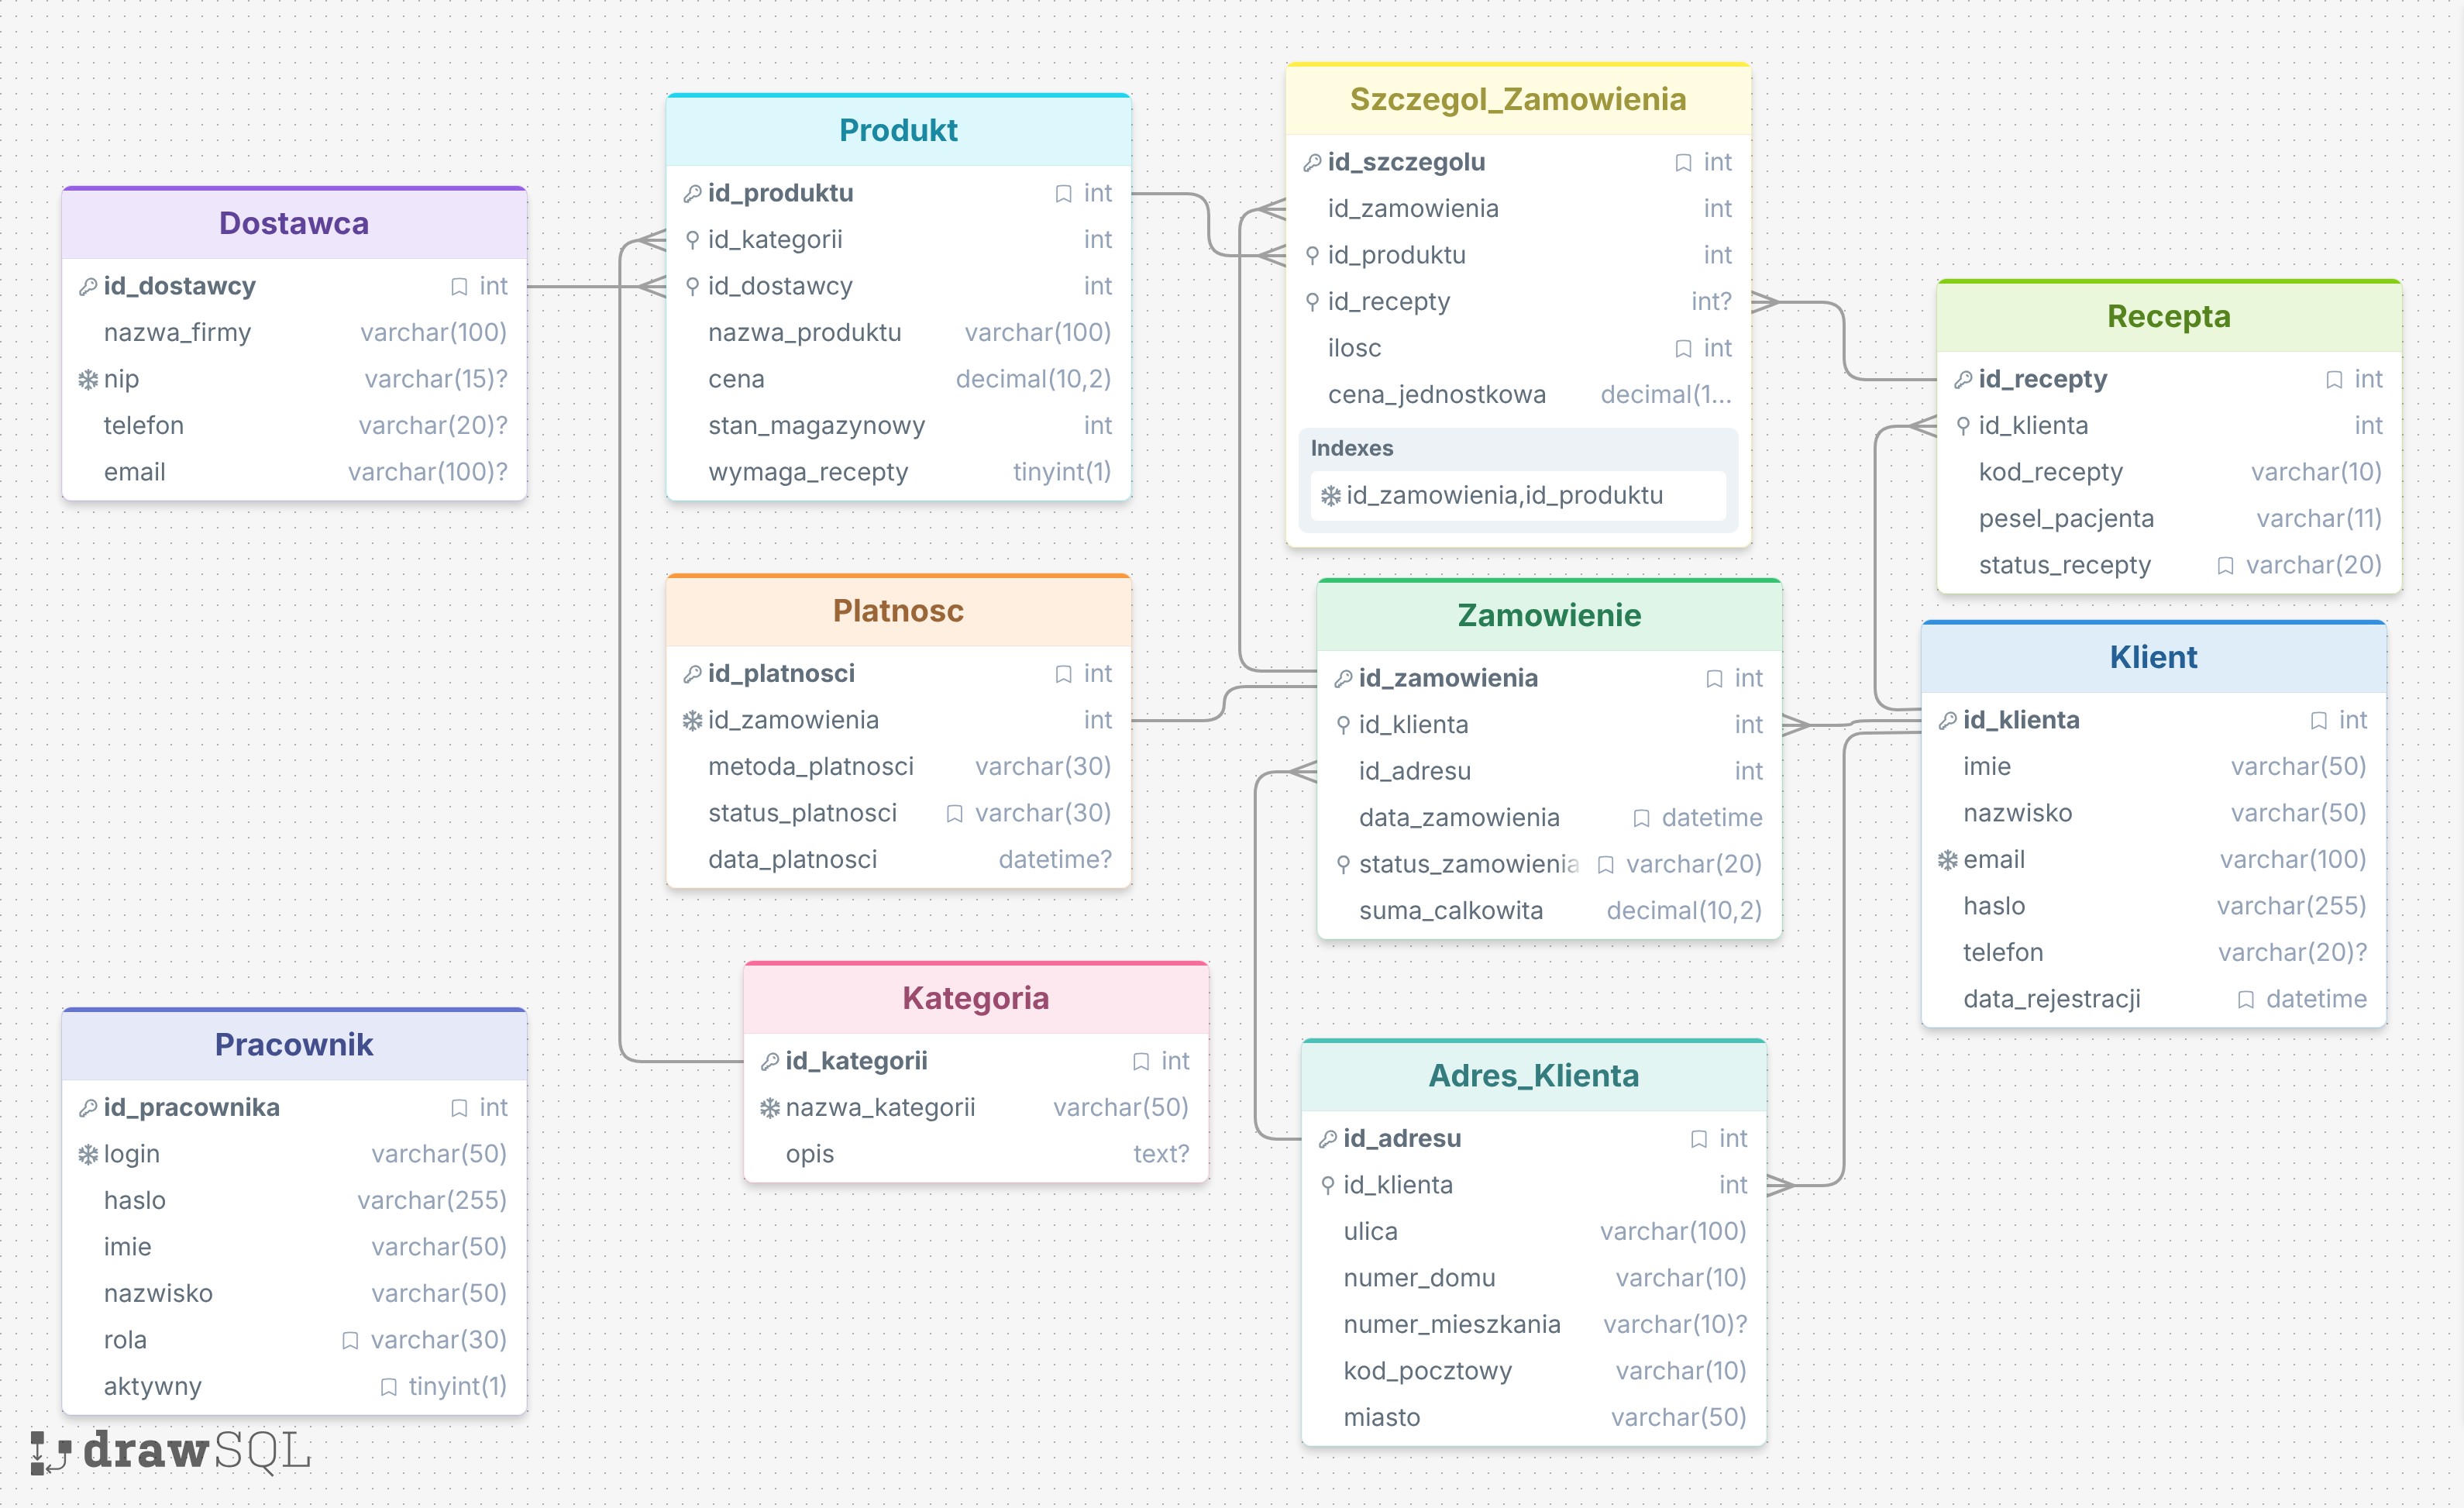 Dostawca
id_dostawcy int
nazwa_firmy varchar(100)
nip varchar(15)?
telefon varchar(20)?
email varchar(100)?
Produkt
id_produktu int
id_kategorii int
id_dostawcy int
nazwa_produktu varchar(100)
cena decimal(10,2)
stan_magazynowy int
wymaga_recepty tinyint(1)
Szczegol_Zamowienia
id_szczegolu int
id_zamowienia int
id_produktu int
id_recepty int?
ilosc int
cena_jednostkowa decimal(1...
Indexes
id_zamowienia,id_produktu
Recepta
id_recepty int
id_klienta int
kod_recepty varchar(10)
pesel_pacjenta varchar(11)
status_recepty varchar(20)
Platnosc
id_platnosci int
id_zamowienia int
metoda_platnosci varchar(30)
status_platnosci varchar(30)
data_platnosci datetime?
Zamowienie
id_zamowienia int
id_klienta int
id_adresu int
data_zamowienia datetime
status_zamowienia varchar(20)
suma_calkowita decimal(10,2)
Klient
id_klienta int
imie varchar(50)
nazwisko varchar(50)
email varchar(100)
haslo varchar(255)
telefon varchar(20)?
data_rejestracji datetime
Pracownik
id_pracownika int
login varchar(50)
haslo varchar(255)
imie varchar(50)
nazwisko varchar(50)
rola varchar(30)
aktywny tinyint(1)
Kategoria
id_kategorii int
nazwa_kategorii varchar(50)
opis text?
Adres_Klienta
id_adresu int
id_klienta int
ulica varchar(100)
numer_domu varchar(10)
numer_mieszkania varchar(10)?
kod_pocztowy varchar(10)
miasto varchar(50)
drawSQL